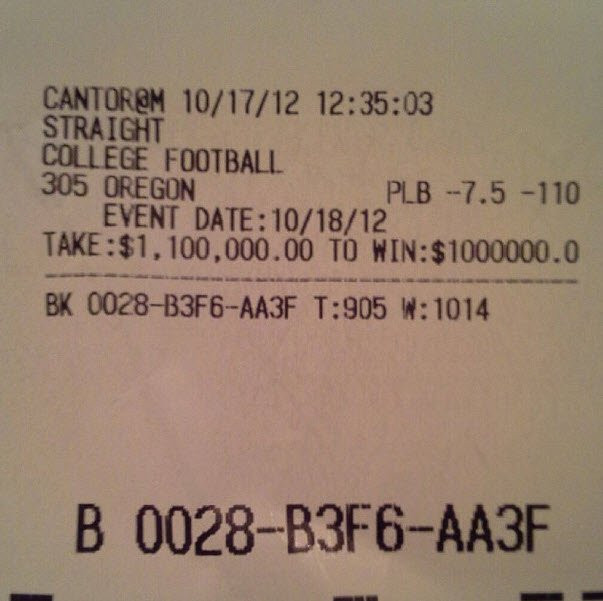 CANTOR@M 10/17/12 12:35:03
STRAIGHT
COLLEGE FOOTBALL
305 OREGON PLB -7.5 -110
EVENT DATE:10/18/12
TAKE:$1,100,000.00 TO WIN:$1000000.0
BK 0028-B3F6-AA3F T:905 W:1014
B 0028-B3F6-AA3F